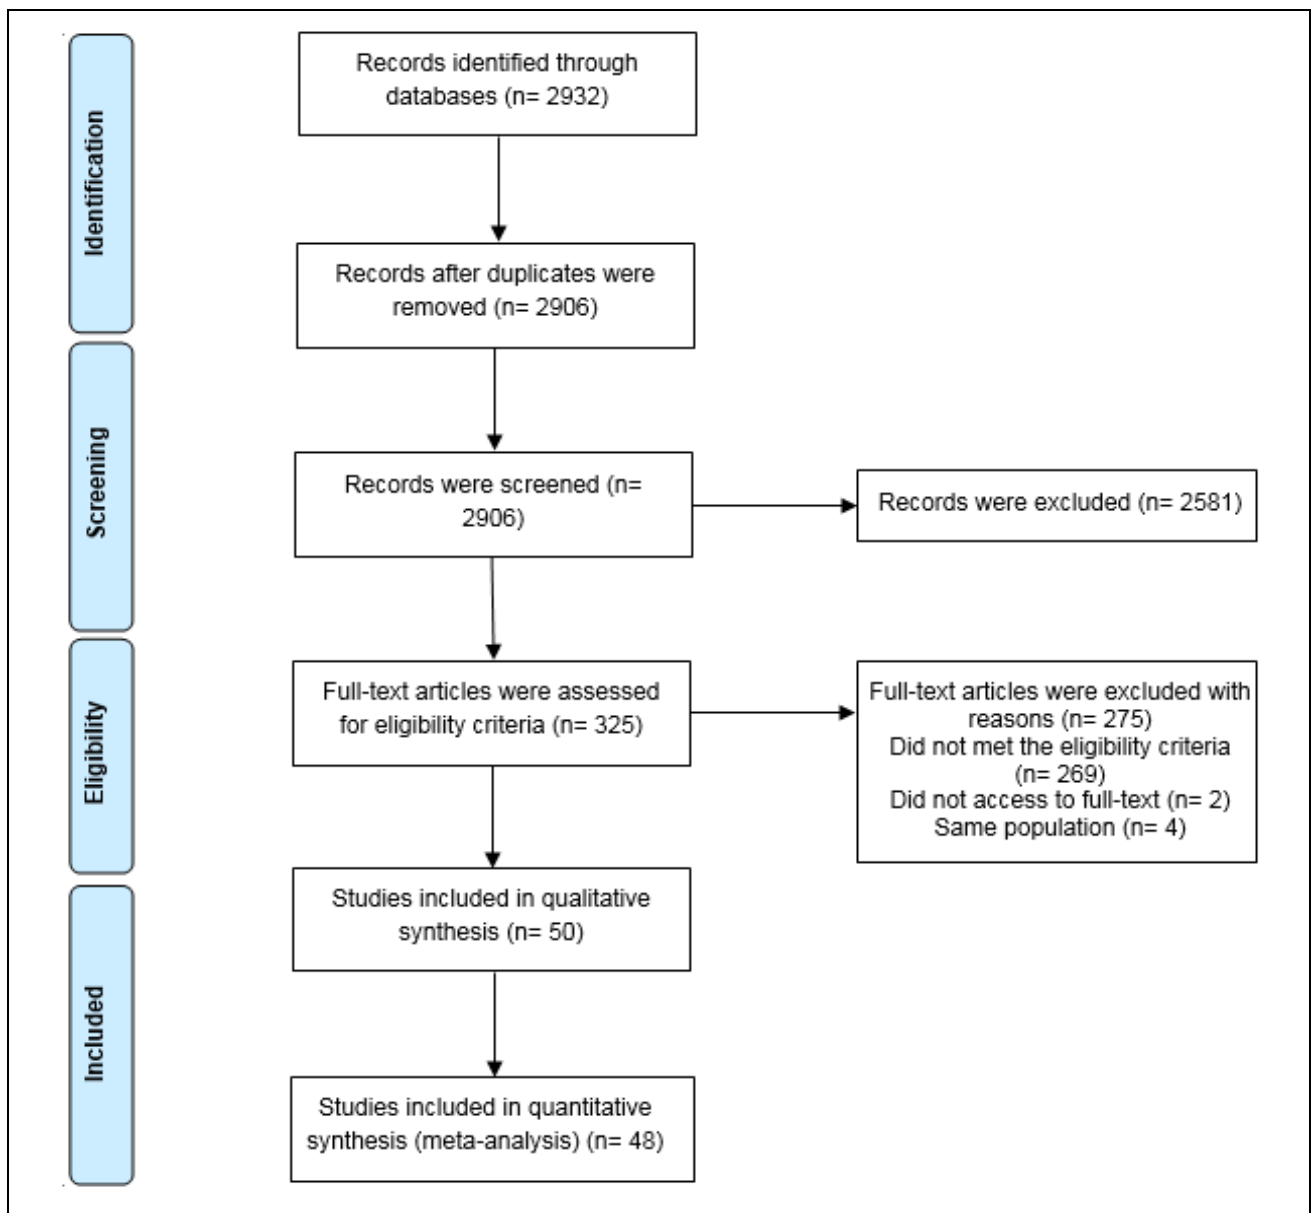 Identification
Records identified through
databases (n= 2932)
Records after duplicates were
removed (n= 2906)
Screening
Records were screened (n=
2906)
Records were excluded (n= 2581)
Eligibility
Full-text articles were assessed
for eligibility criteria (n= 325)
Full-text articles were excluded with
reasons (n= 275)
Did not met the eligibility criteria
(n= 269)
Did not access to full-text (n= 2)
Same population (n= 4)
Included
Studies included in qualitative
synthesis (n= 50)
Studies included in quantitative
synthesis (meta-analysis) (n= 48)